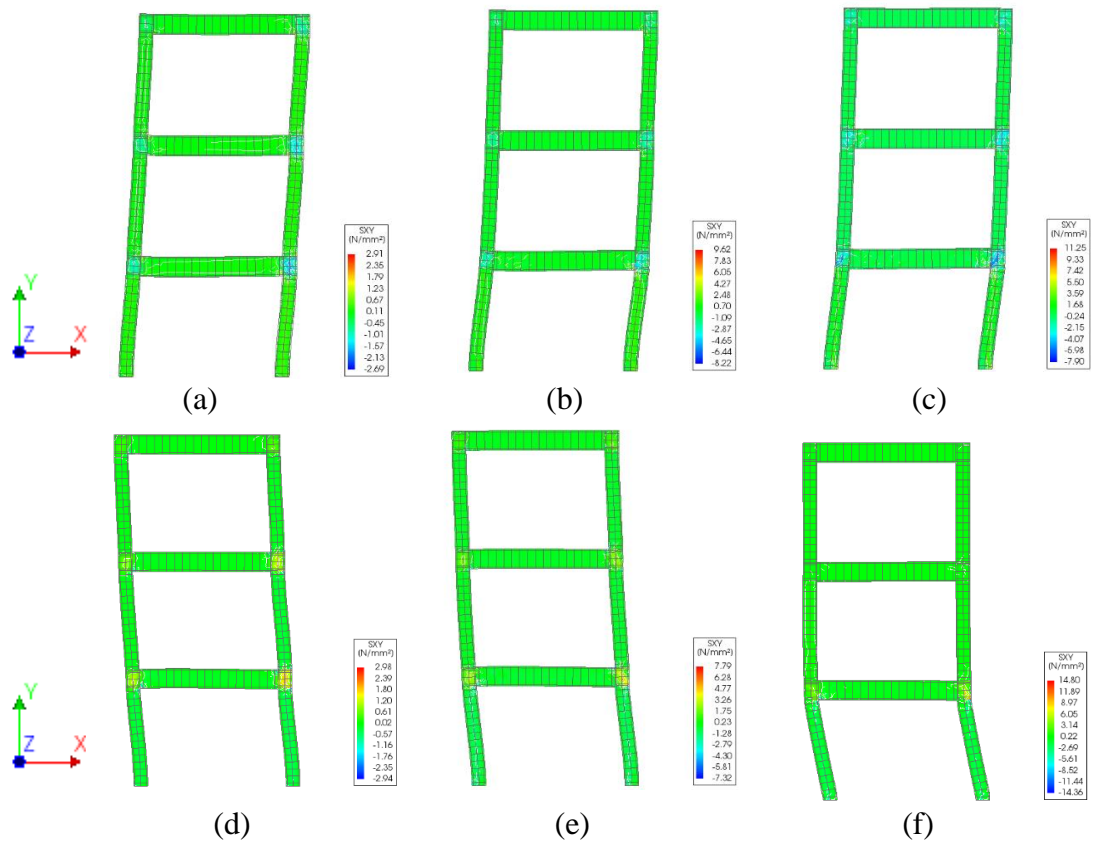 SXY
(N/mm²)
2.91
2.35
1.79
1.23
0.67
0.11
-0.45
-1.01
-1.57
-2.13
-2.69
SXY
(N/mm²)
9.62
7.83
6.05
4.27
2.48
0.70
-1.09
-2.87
-4.65
-6.44
-8.22
SXY
(N/mm²)
11.25
9.33
7.42
5.50
3.59
1.68
-0.24
-2.15
-4.07
-5.98
-7.90
Y
Z
X
(a)
(b)
(c)
SXY
(N/mm²)
2.98
2.39
1.80
1.20
0.61
0.02
-0.57
-1.16
-1.76
-2.35
-2.94
SXY
(N/mm²)
7.79
6.28
4.77
3.26
1.75
0.23
-1.28
-2.79
-4.30
-5.81
-7.32
SXY
(N/mm²)
14.80
11.89
8.97
6.05
3.14
0.22
-2.69
-5.61
-8.52
-11.44
-14.36
Y
Z
X
(d)
(e)
(f)